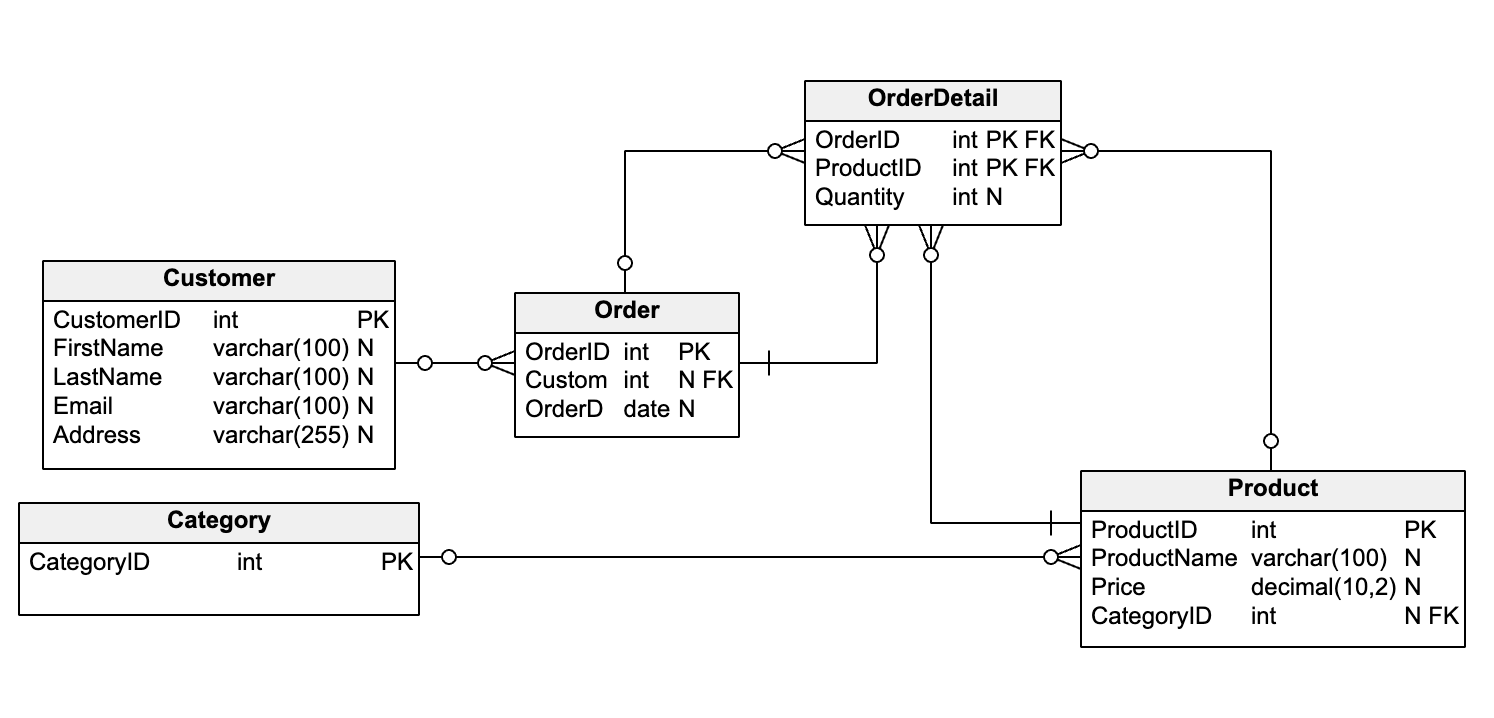 OrderDetail
OrderID int PK FK
ProductID int PK FK
Quantity int N
Customer
CustomerID int PK
FirstName varchar(100) N
LastName varchar(100) N
Email varchar(100) N
Address varchar(255) N
Order
OrderID int PK
Custom int N FK
OrderD date N
Category
CategoryID int PK
Product
ProductID int PK
ProductName varchar(100) N
Price decimal(10,2) N
CategoryID int N FK